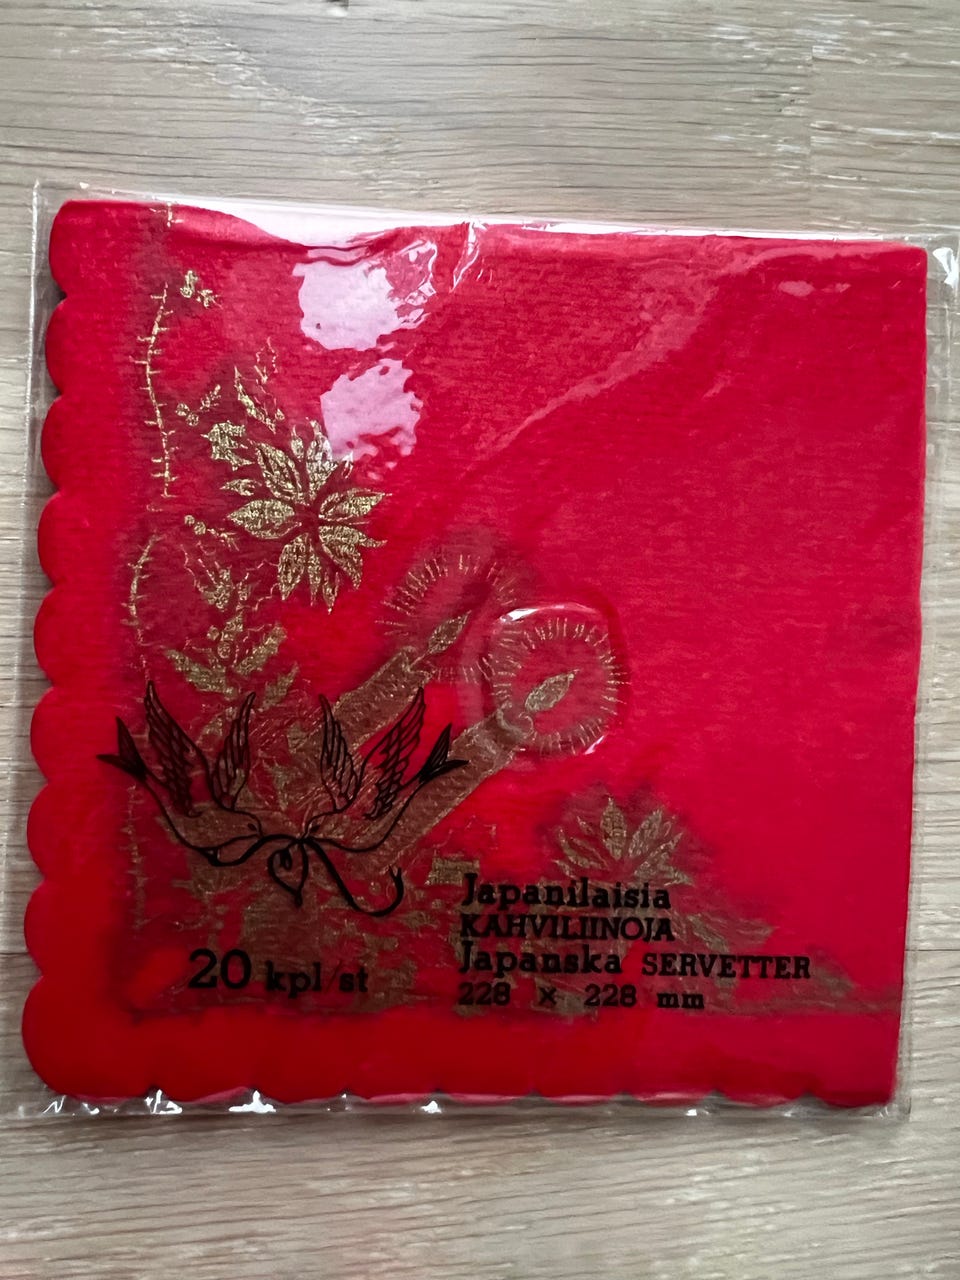 20 kpl/st
Japanilaisia
KAHVILIINOJA
Japanska SERVETTER
228 × 228 mm